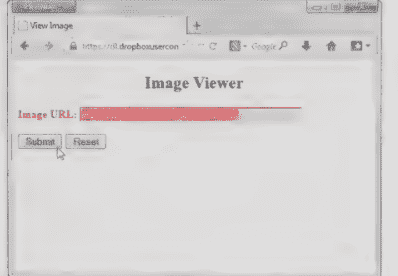 View Image
https://dl.dropboxusercon
Google
Image Viewer
Image URL:
Submit Reset